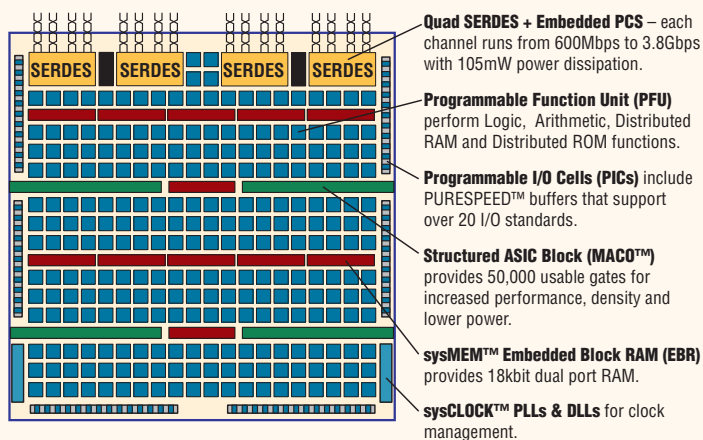 SERDES SERDES SERDES SERDES
Quad SERDES + Embedded PCS – each
channel runs from 600Mbps to 3.8Gbps
with 105mW power dissipation.
Programmable Function Unit (PFU)
perform Logic, Arithmetic, Distributed
RAM and Distributed ROM functions.
Programmable I/O Cells (PICs) include
PURESPEED™ buffers that support
over 20 I/O standards.
Structured ASIC Block (MACO™)
provides 50,000 usable gates for
increased performance, density and
lower power.
sysMEM™ Embedded Block RAM (EBR)
provides 18kbit dual port RAM.
sysCLOCK™ PLLs & DLLs for clock
management.